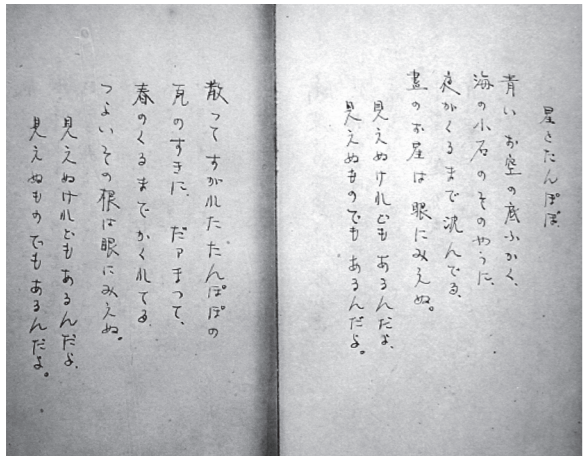 星とたんぽぽ
青いお空の底ふかく、
海の小石のそのやうに、
夜がくるまで沈んでる、
晝のお星は眼にみえぬ。
見えぬけれどもあるんだよ、
見えぬものでもあるんだよ。
散つてすがれたたんぽぽの
瓦のすきに、だァまつて、
春のくるまでかくれてる、
つよいその根は眼にみえぬ。
見えぬけれどもあるんだよ、
見えぬものでもあるんだよ。